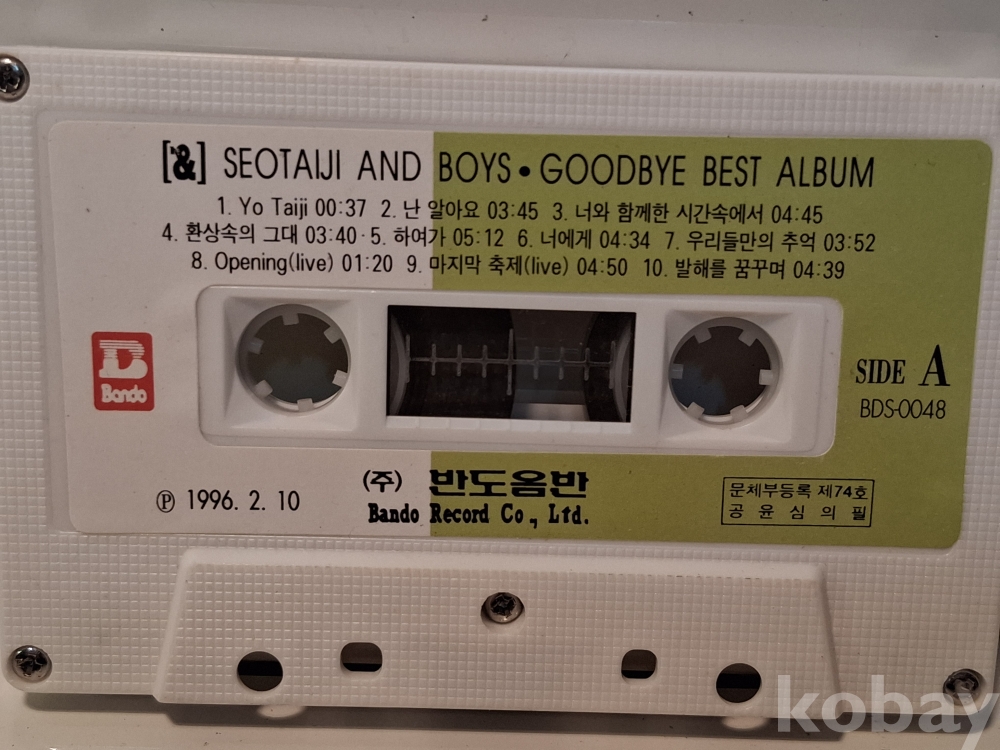 [&] SEOTAIJI AND BOYS • GOODBYE BEST ALBUM
1. Yo Taiji 00:37 2. 난 알아요 03:45 3. 너와 함께한 시간속에서 04:45
4. 환상속의 그대 03:40 · 5. 하여가 05:12 6. 너에게 04:34 7. 우리들만의 추억 03:52
8. Opening(live) 01:20 9. 마지막 축제(live) 04:50 10. 발해를 꿈꾸며 04:39
D
Bando
SIDE A
BDS-0048
℗ 1996. 2. 10
(주) 반도음반
Bando Record Co., Ltd.
문체부등록 제74호
공 윤 심 의 필
kobay